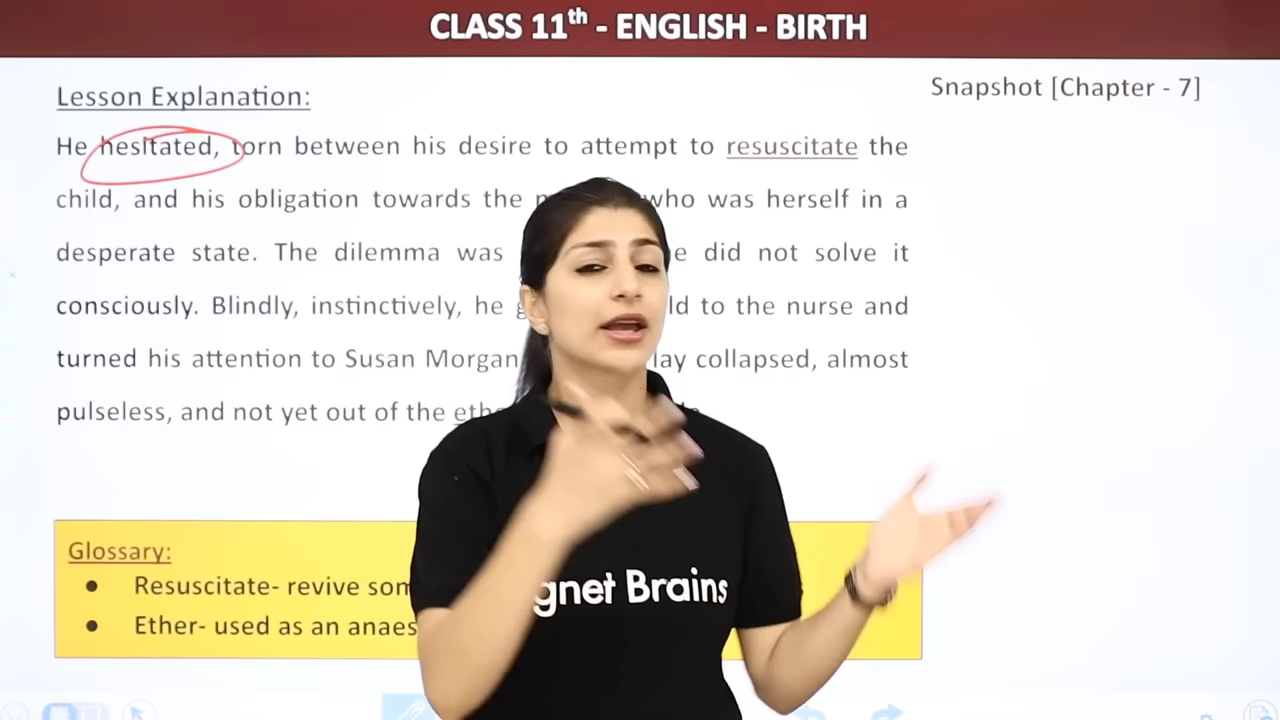 CLASS 11th - ENGLISH - BIRTH
Snapshot [Chapter - 7]
Lesson Explanation:
He hesitated, torn between his desire to attempt to resuscitate the
child, and his obligation towards the who was herself in a
desperate state. The dilemma was did not solve it
consciously. Blindly, instinctively, he to the nurse and
turned his attention to Susan Morgan lay collapsed, almost
pulseless, and not yet out of the
Glossary:
● Resuscitate- revive
● Ether- used as an
gnet Brains